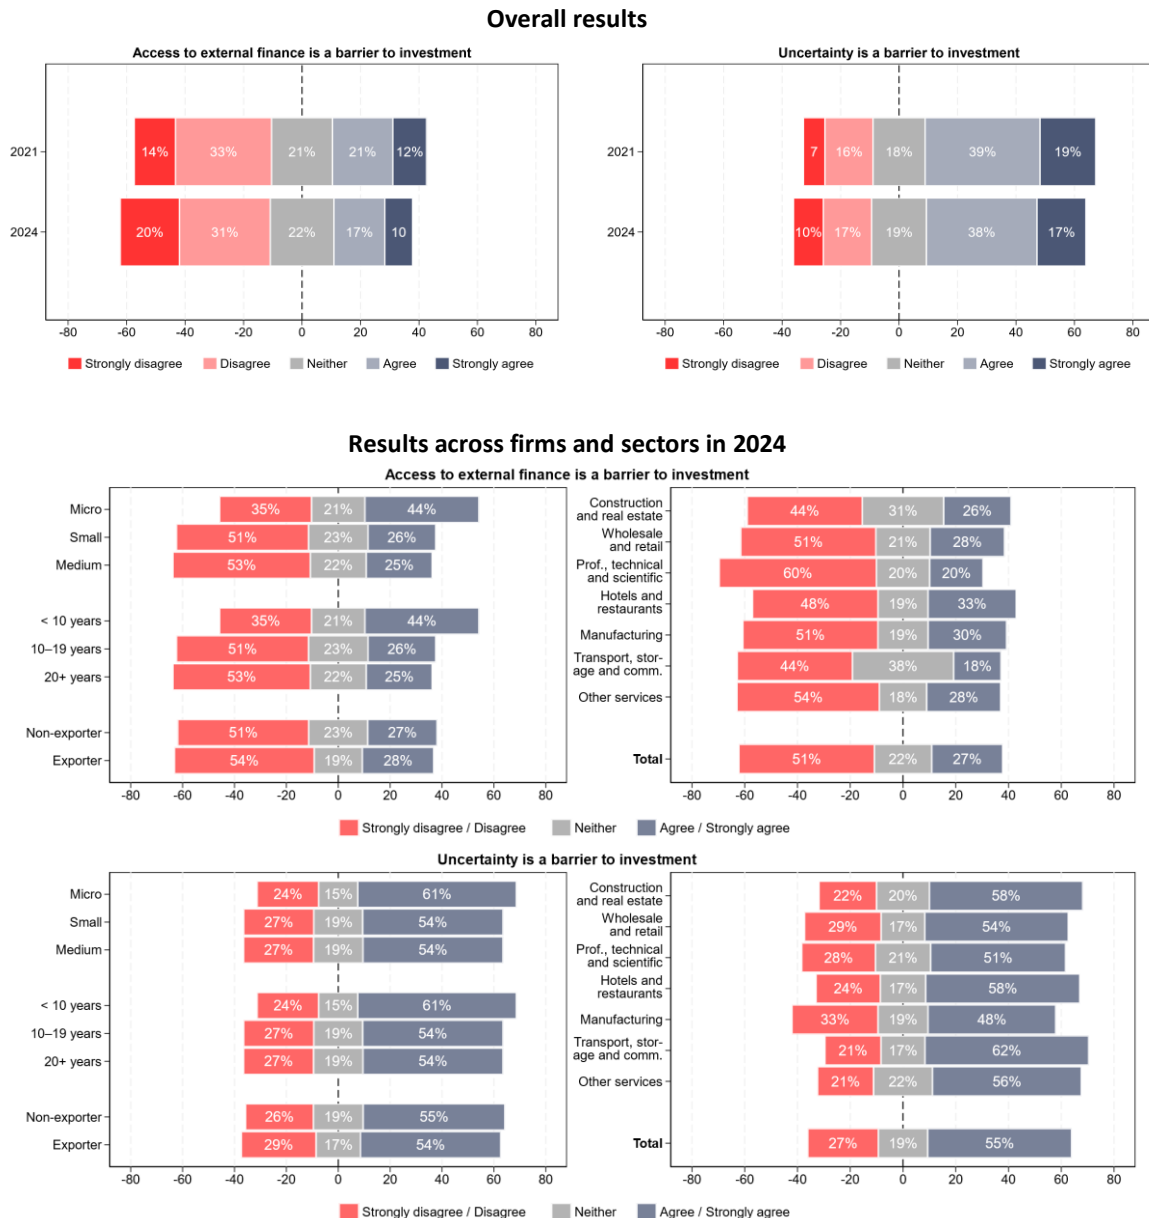 Overall results
Access to external finance is a barrier to investment
2021
14% 33% 21% 21% 12%
2024
20% 31% 22% 17% 10
-80 -60 -40 -20 0 20 40 60 80
Strongly disagree Disagree Neither Agree Strongly agree
Uncertainty is a barrier to investment
2021
7 16% 18% 39% 19%
2024
10% 17% 19% 38% 17%
-80 -60 -40 -20 0 20 40 60 80
Strongly disagree Disagree Neither Agree Strongly agree
Results across firms and sectors in 2024
Access to external finance is a barrier to investment
Micro 35% 21% 44%
Small 51% 23% 26%
Medium 53% 22% 25%
< 10 years 35% 21% 44%
10–19 years 51% 23% 26%
20+ years 53% 22% 25%
Non-exporter 51% 23% 27%
Exporter 54% 19% 28%
-80 -60 -40 -20 0 20 40 60 80
Construction
and real estate
44% 31% 26%
Wholesale
and retail
51% 21% 28%
Prof., technical
and scientific
60% 20% 20%
Hotels and
restaurants
48% 19% 33%
Manufacturing 51% 19% 30%
Transport, stor-
age and comm.
44% 38% 18%
Other services 54% 18% 28%
Total 51% 22% 27%
-80 -60 -40 -20 0 20 40 60 80
Strongly disagree / Disagree Neither Agree / Strongly agree
Uncertainty is a barrier to investment
Micro 24% 15% 61%
Small 27% 19% 54%
Medium 27% 19% 54%
< 10 years 24% 15% 61%
10–19 years 27% 19% 54%
20+ years 27% 19% 54%
Non-exporter 26% 19% 55%
Exporter 29% 17% 54%
-80 -60 -40 -20 0 20 40 60 80
Construction
and real estate
22% 20% 58%
Wholesale
and retail
29% 17% 54%
Prof., technical
and scientific
28% 21% 51%
Hotels and
restaurants
24% 17% 58%
Manufacturing 33% 19% 48%
Transport, stor-
age and comm.
21% 17% 62%
Other services 21% 22% 56%
Total 27% 19% 55%
-80 -60 -40 -20 0 20 40 60 80
Strongly disagree / Disagree Neither Agree / Strongly agree